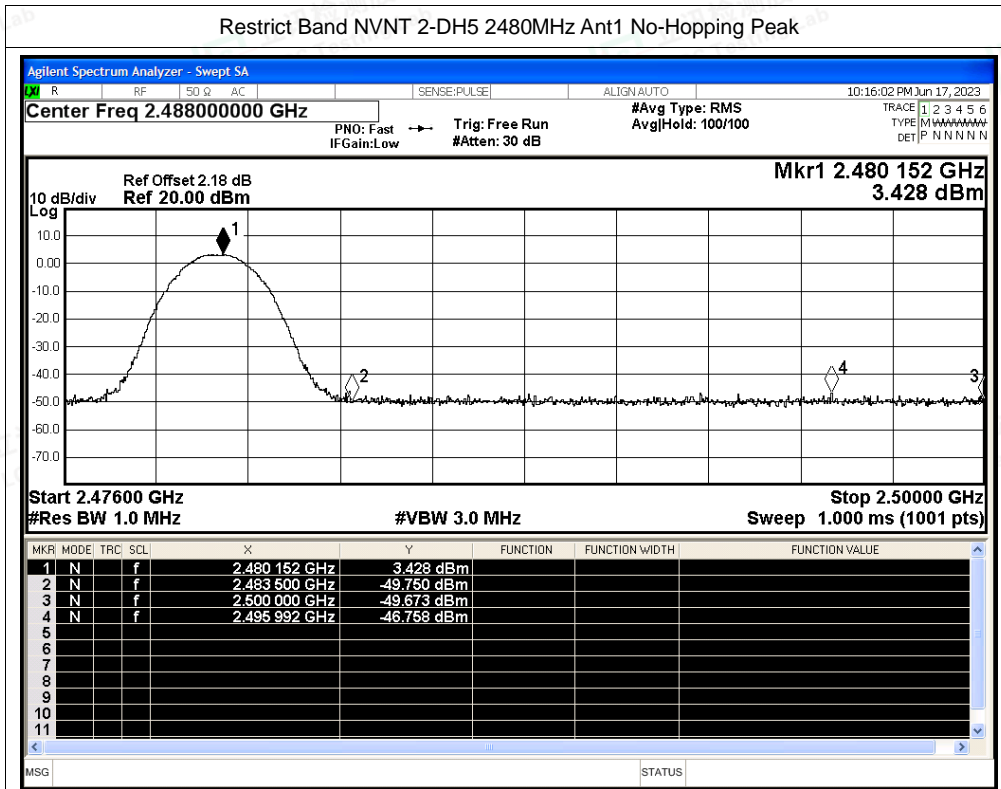 Restrict Band NVNT 2-DH5 2480MHz Ant1 No-Hopping Peak
Agilent Spectrum Analyzer - Swept SA
LXI R RF 50 Ω AC SENSE:PULSE ALIGN AUTO 10:16:02 PM Jun 17, 2023
Center Freq 2.488000000 GHz #Avg Type: RMS TRACE 1 2 3 4 5 6
PNO: Fast Trig: Free Run Avg|Hold: 100/100 TYPE M
IFGain:Low #Atten: 30 dB DET P N N N N N
Mkr1 2.480 152 GHz
Ref Offset 2.18 dB
10 dB/div Ref 20.00 dBm 3.428 dBm
Log
10.0
0.00
-10.0
-20.0
-30.0
-40.0
-50.0
-60.0
-70.0
1
2
4
3
Start 2.47600 GHz Stop 2.50000 GHz
#Res BW 1.0 MHz #VBW 3.0 MHz Sweep 1.000 ms (1001 pts)
MKR MODE TRC SCL X Y FUNCTION FUNCTION WIDTH FUNCTION VALUE
1 N f 2.480 152 GHz 3.428 dBm
2 N f 2.483 500 GHz -49.750 dBm
3 N f 2.500 000 GHz -49.673 dBm
4 N f 2.495 992 GHz -46.758 dBm
5
6
7
8
9
10
11
MSG STATUS